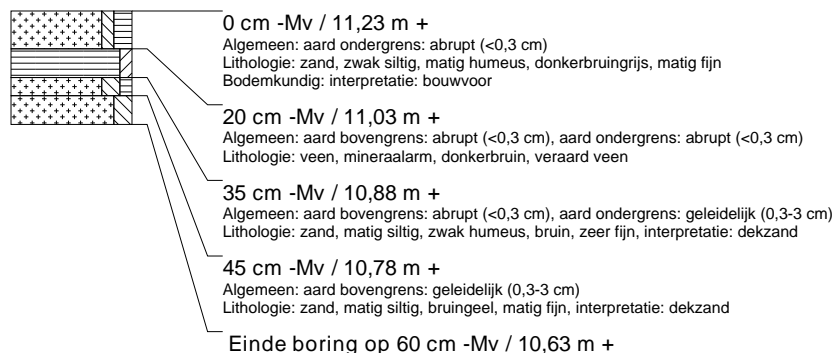 0 cm -Mv / 11,23 m +
Algemeen: aard ondergrens: abrupt (<0,3 cm)
Lithologie: zand, zwak siltig, matig humeus, donkerbruingrijs, matig fijn
Bodemkundig: interpretatie: bouwvoor
20 cm -Mv / 11,03 m +
Algemeen: aard bovengrens: abrupt (<0,3 cm), aard ondergrens: abrupt (<0,3 cm)
Lithologie: veen, mineraalarm, donkerbruin, veraard veen
35 cm -Mv / 10,88 m +
Algemeen: aard bovengrens: abrupt (<0,3 cm), aard ondergrens: geleidelijk (0,3-3 cm)
Lithologie: zand, matig siltig, zwak humeus, bruin, zeer fijn, interpretatie: dekzand
45 cm -Mv / 10,78 m +
Algemeen: aard bovengrens: geleidelijk (0,3-3 cm)
Lithologie: zand, matig siltig, bruingeel, matig fijn, interpretatie: dekzand
Einde boring op 60 cm -Mv / 10,63 m +